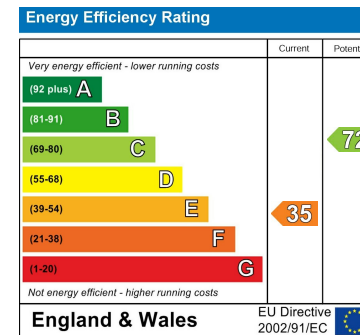 Energy Efficiency Rating
Current Potent
Very energy efficient - lower running costs
(92 plus) A
(81-91) B
(69-80) C
72
(55-68) D
(39-54) E
35
(21-38) F
(1-20) G
Not energy efficient - higher running costs
England & Wales
EU Directive
2002/91/EC